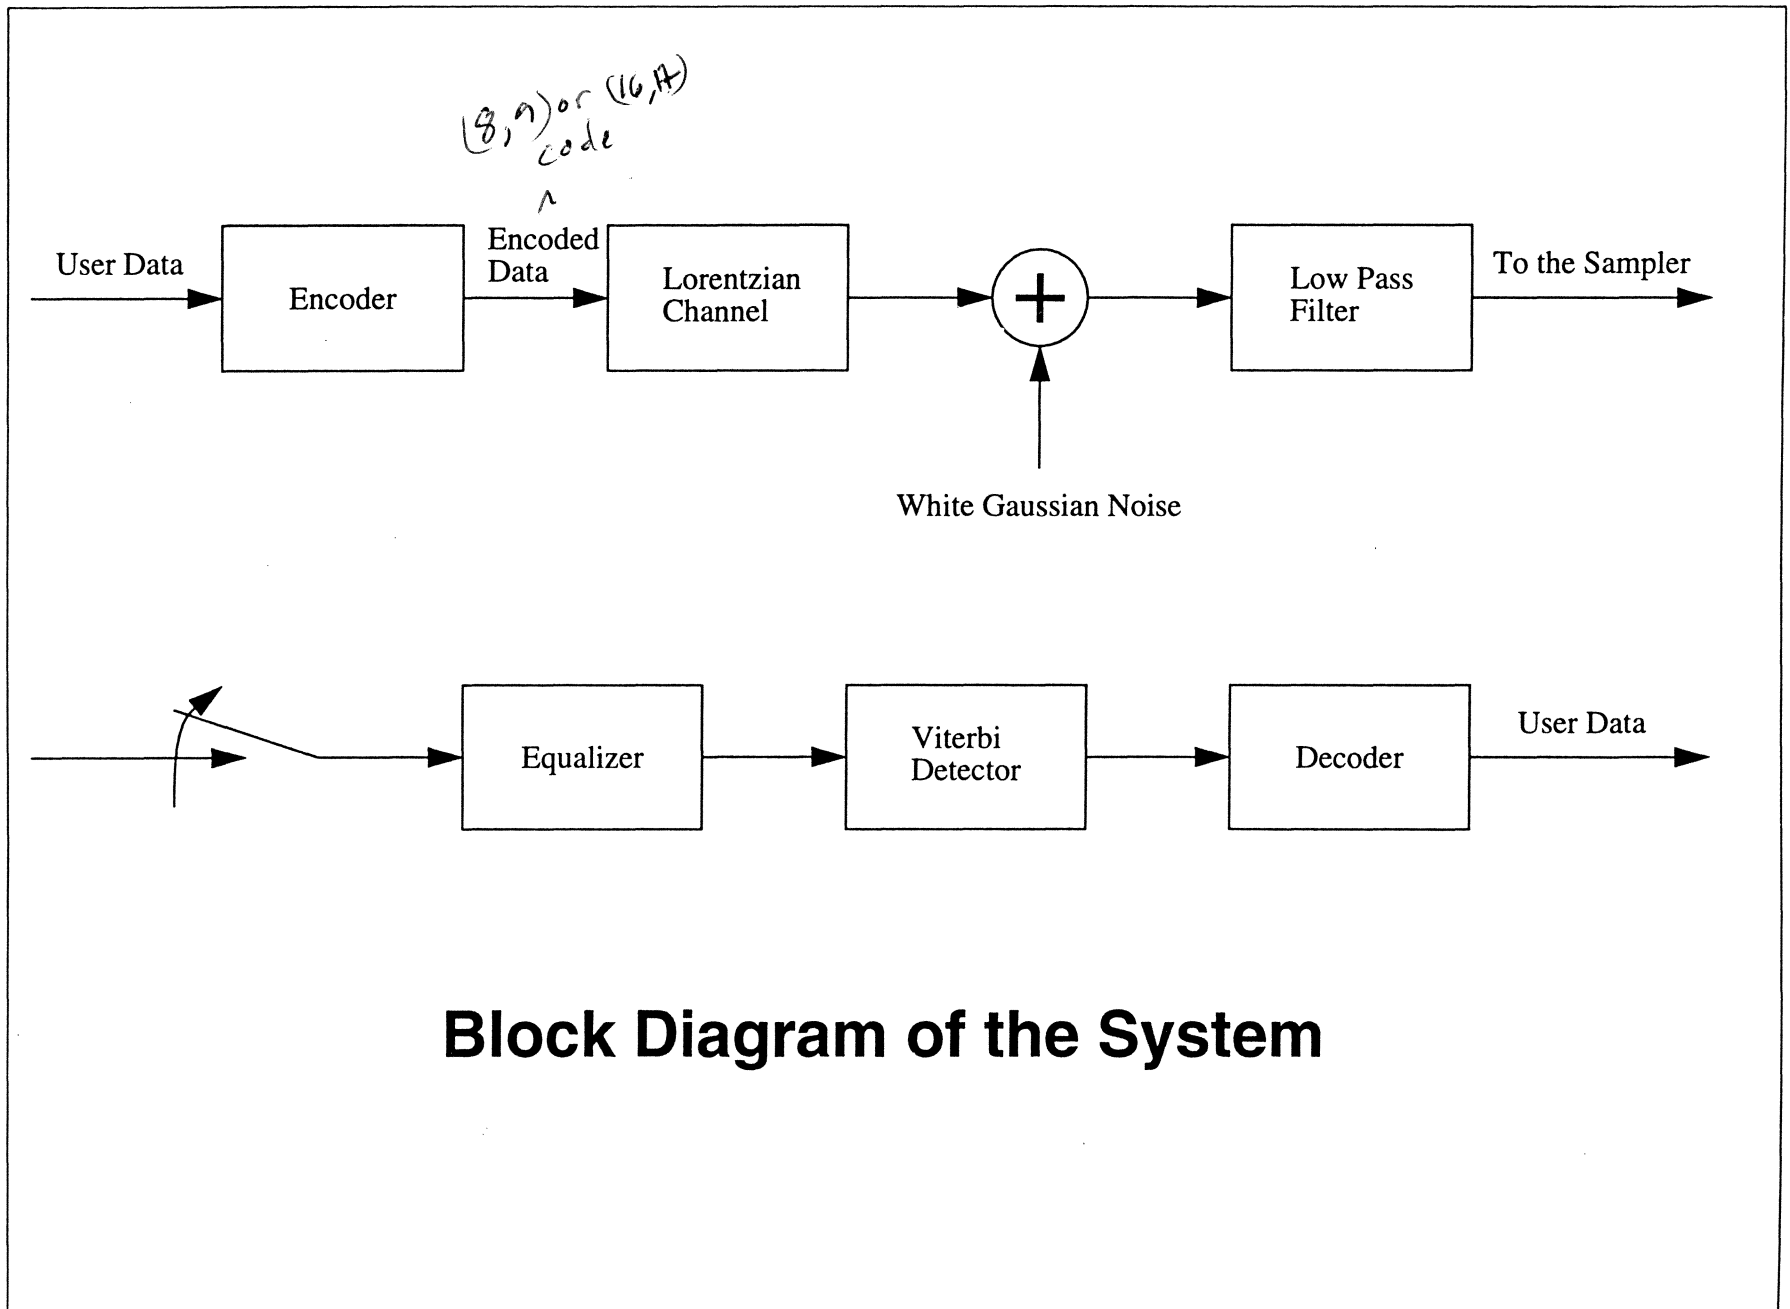 (8,9) or (16,17)
code
^
User Data
Encoder
Encoded
Data
Lorentzian
Channel
+
Low Pass
Filter
To the Sampler
White Gaussian Noise
Equalizer
Viterbi
Detector
Decoder
User Data
Block Diagram of the System